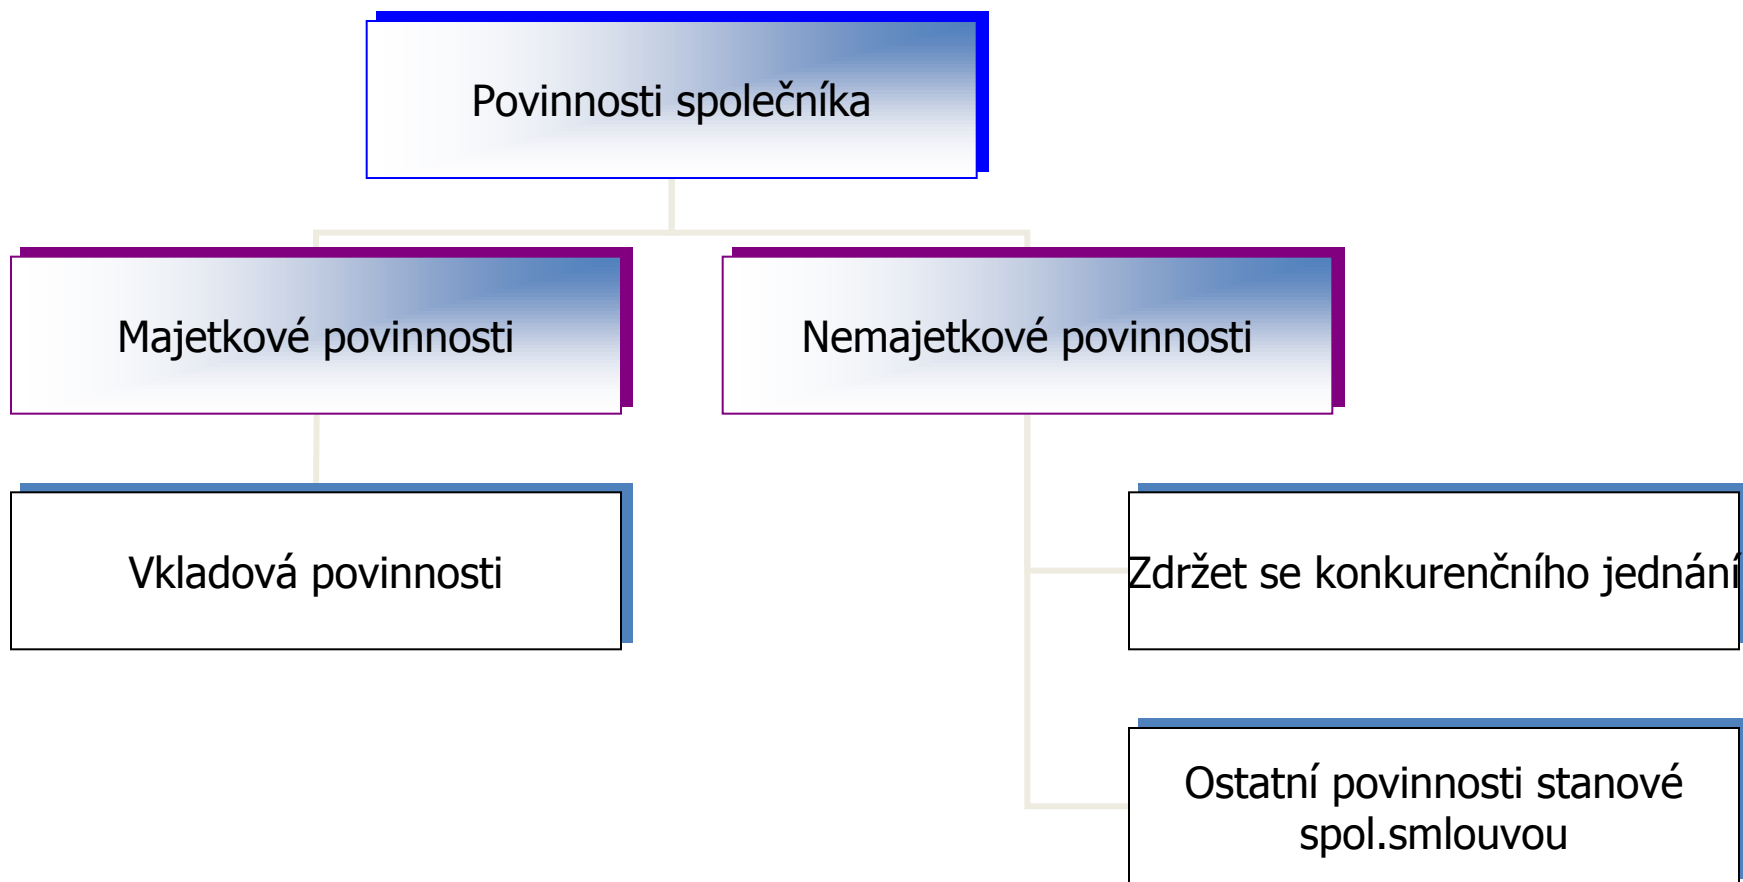 Povinnosti společníka
Majetkové povinnosti
Nemajetkové povinnosti
Vkladová povinnosti
Zdržet se konkurenčního jednání
Ostatní povinnosti stanové
spol.smlouvou